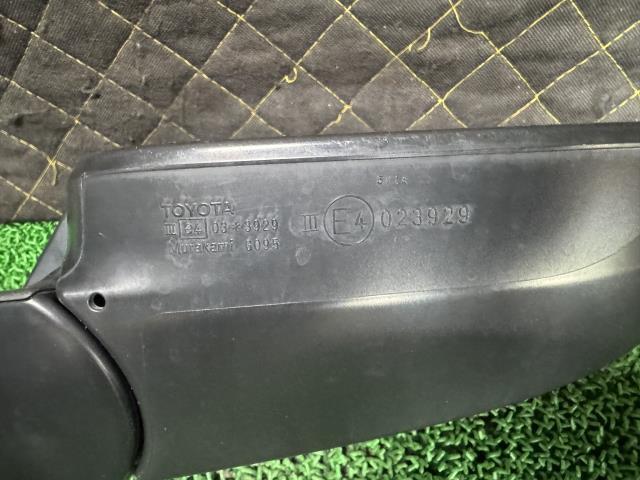 TOYOTA
III E4 03*3929
Murakami 6095
III E4 023929